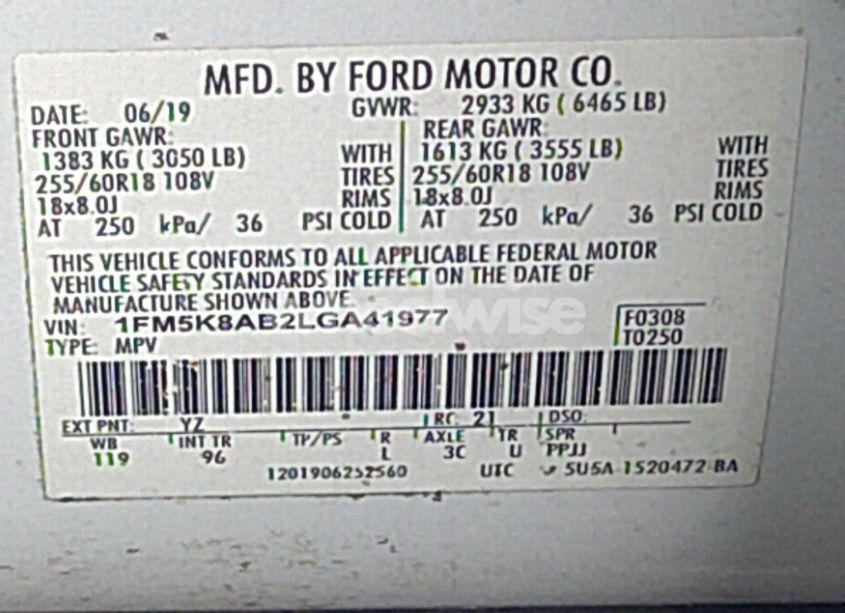 MFD. BY FORD MOTOR CO.
DATE: 06/19 GVWR: 2933 KG ( 6465 LB)
FRONT GAWR: REAR GAWR:
1383 KG ( 3050 LB) WITH 1613 KG ( 3555 LB) WITH
255/60R18 108V TIRES 255/60R18 108V TIRES
18x8.0J RIMS 18x8.0J RIMS
AT 250 kPa/ 36 PSI COLD AT 250 kPa/ 36 PSI COLD
THIS VEHICLE CONFORMS TO ALL APPLICABLE FEDERAL MOTOR
VEHICLE SAFETY STANDARDS IN EFFECT ON THE DATE OF
MANUFACTURE SHOWN ABOVE.
VIN: 1FM5K8AB2LGA41977 F0308
TYPE: MPV T0250
EXT PNT: YZ RC: 21 DSO:
WB INT TR TP/PS R AXLE TR SPR
119 96 L 3C U PPJJ
1201906252560 UTC 5U5A-1520472-BA